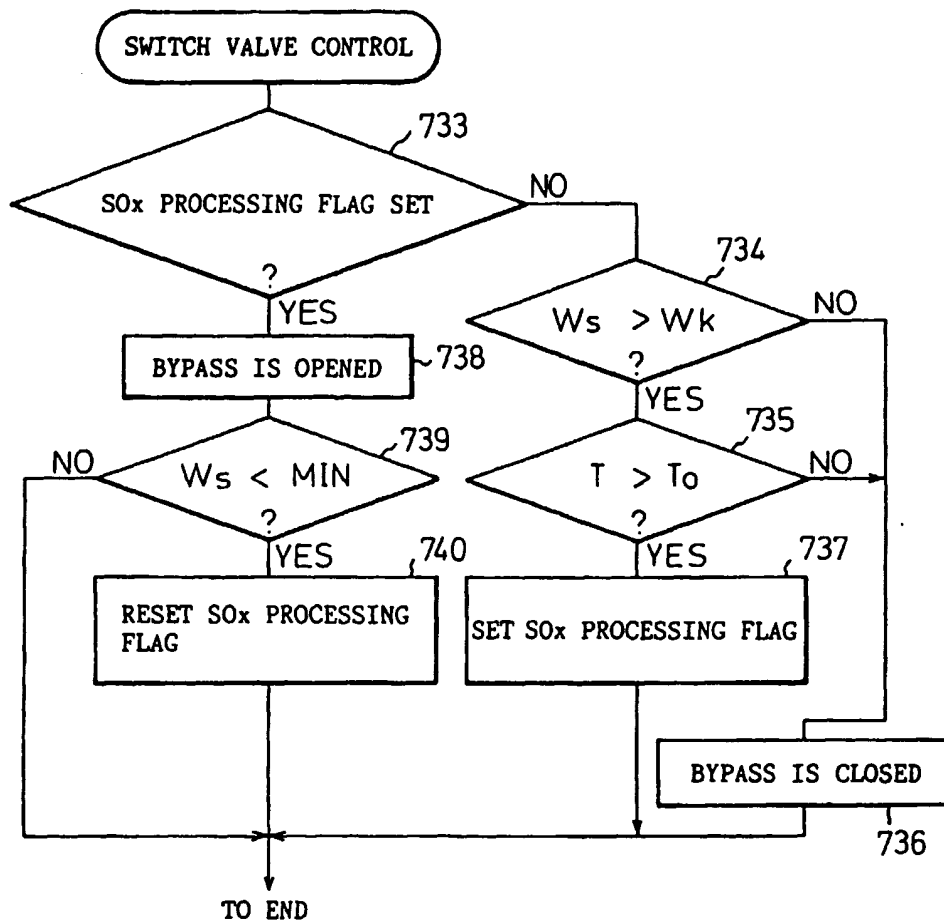 SWITCH VALVE CONTROL
733
SOx PROCESSING FLAG SET
?
NO
YES
734
Ws > Wk
?
NO
YES
BYPASS IS OPENED
738
739
Ws < MIN
?
NO
YES
735
T > To
?
NO
YES
740
RESET SOx PROCESSING
FLAG
737
SET SOx PROCESSING FLAG
BYPASS IS CLOSED
736
TO END